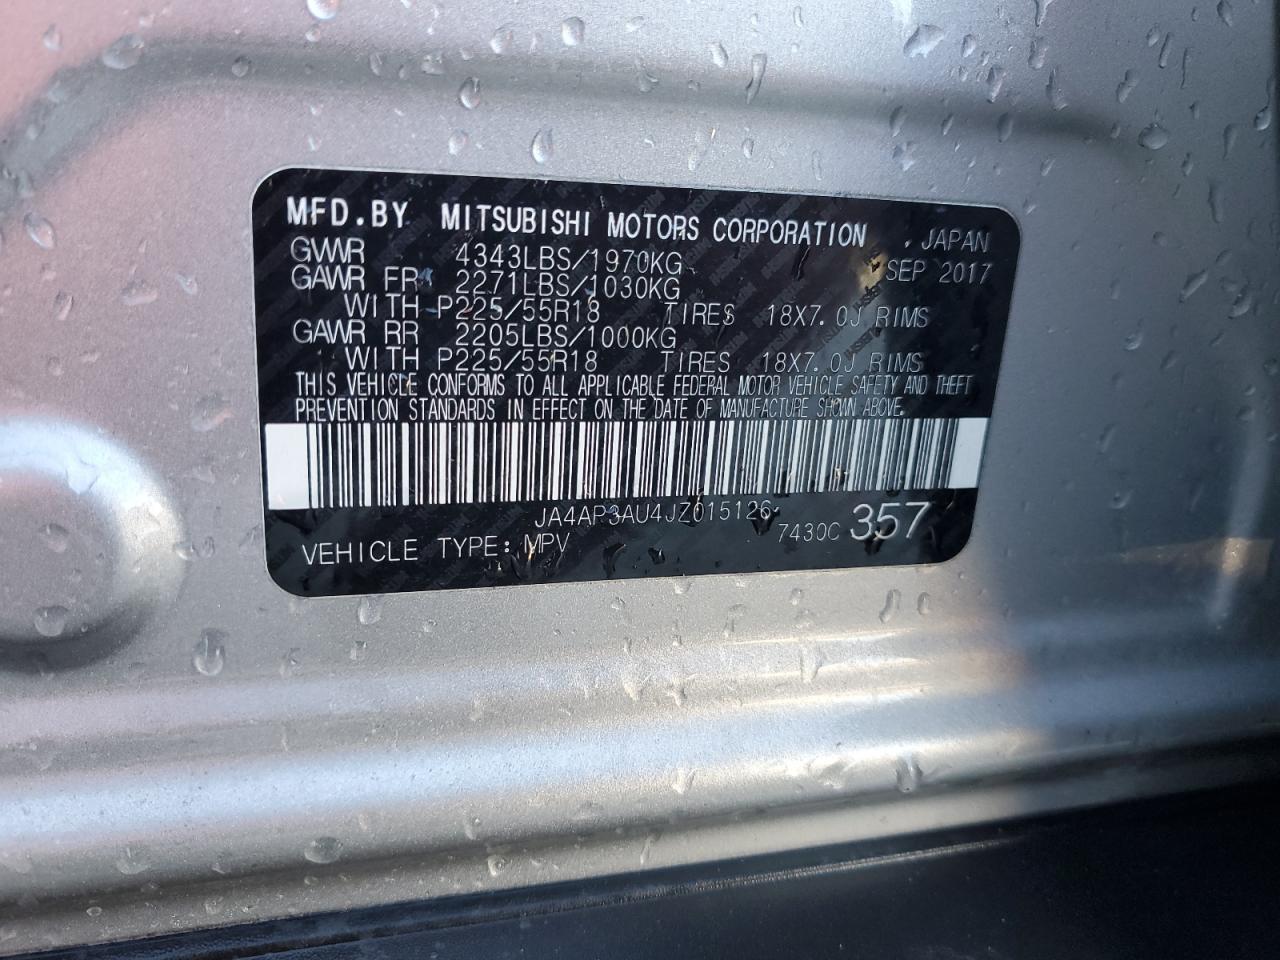 MFD.BY MITSUBISHI MOTORS CORPORATION , JAPAN
GVWR 4343LBS/1970KG SEP 2017
GAWR FR 2271LBS/1030KG
WITH P225/55R18 TIRES 18X7.0J RIMS
GAWR RR 2205LBS/1000KG
WITH P225/55R18 TIRES 18X7.0J RIMS
THIS VEHICLE CONFORMS TO ALL APPLICABLE FEDERAL MOTOR VEHICLE SAFETY AND THEFT
PREVENTION STANDARDS IN EFFECT ON THE DATE OF MANUFACTURE SHOWN ABOVE.
JA4AP3AU4JZ015126
VEHICLE TYPE: MPV 7430C 357